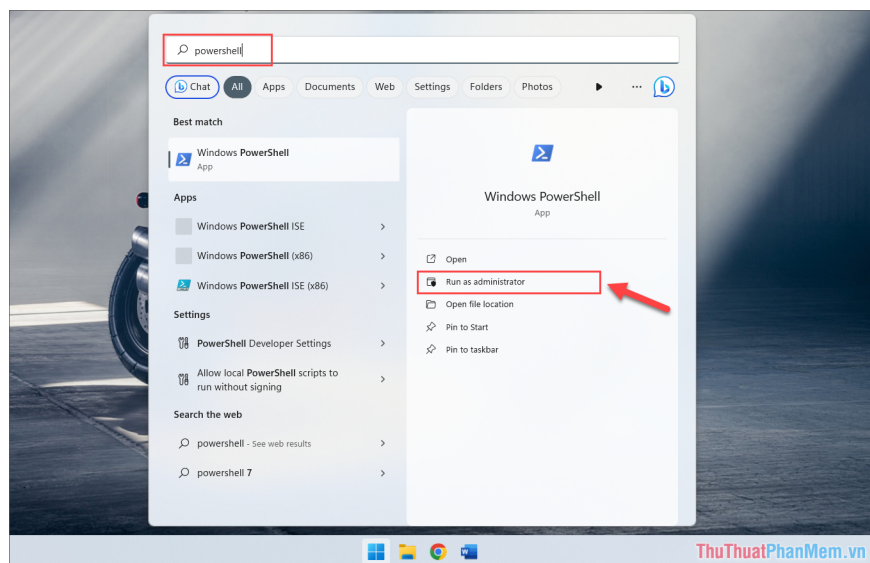 powershell
Chat All Apps Documents Web Settings Folders Photos ...
Best match
Windows PowerShell
App
Apps
Windows PowerShell ISE
Windows PowerShell (x86)
Windows PowerShell ISE (x86)
Settings
PowerShell Developer Settings
Allow local PowerShell scripts to
run without signing
Search the web
powershell - See web results
powershell 7
Windows PowerShell
App
Open
Run as administrator
Open file location
Pin to Start
Pin to taskbar
ThuThuatPhanMem.vn